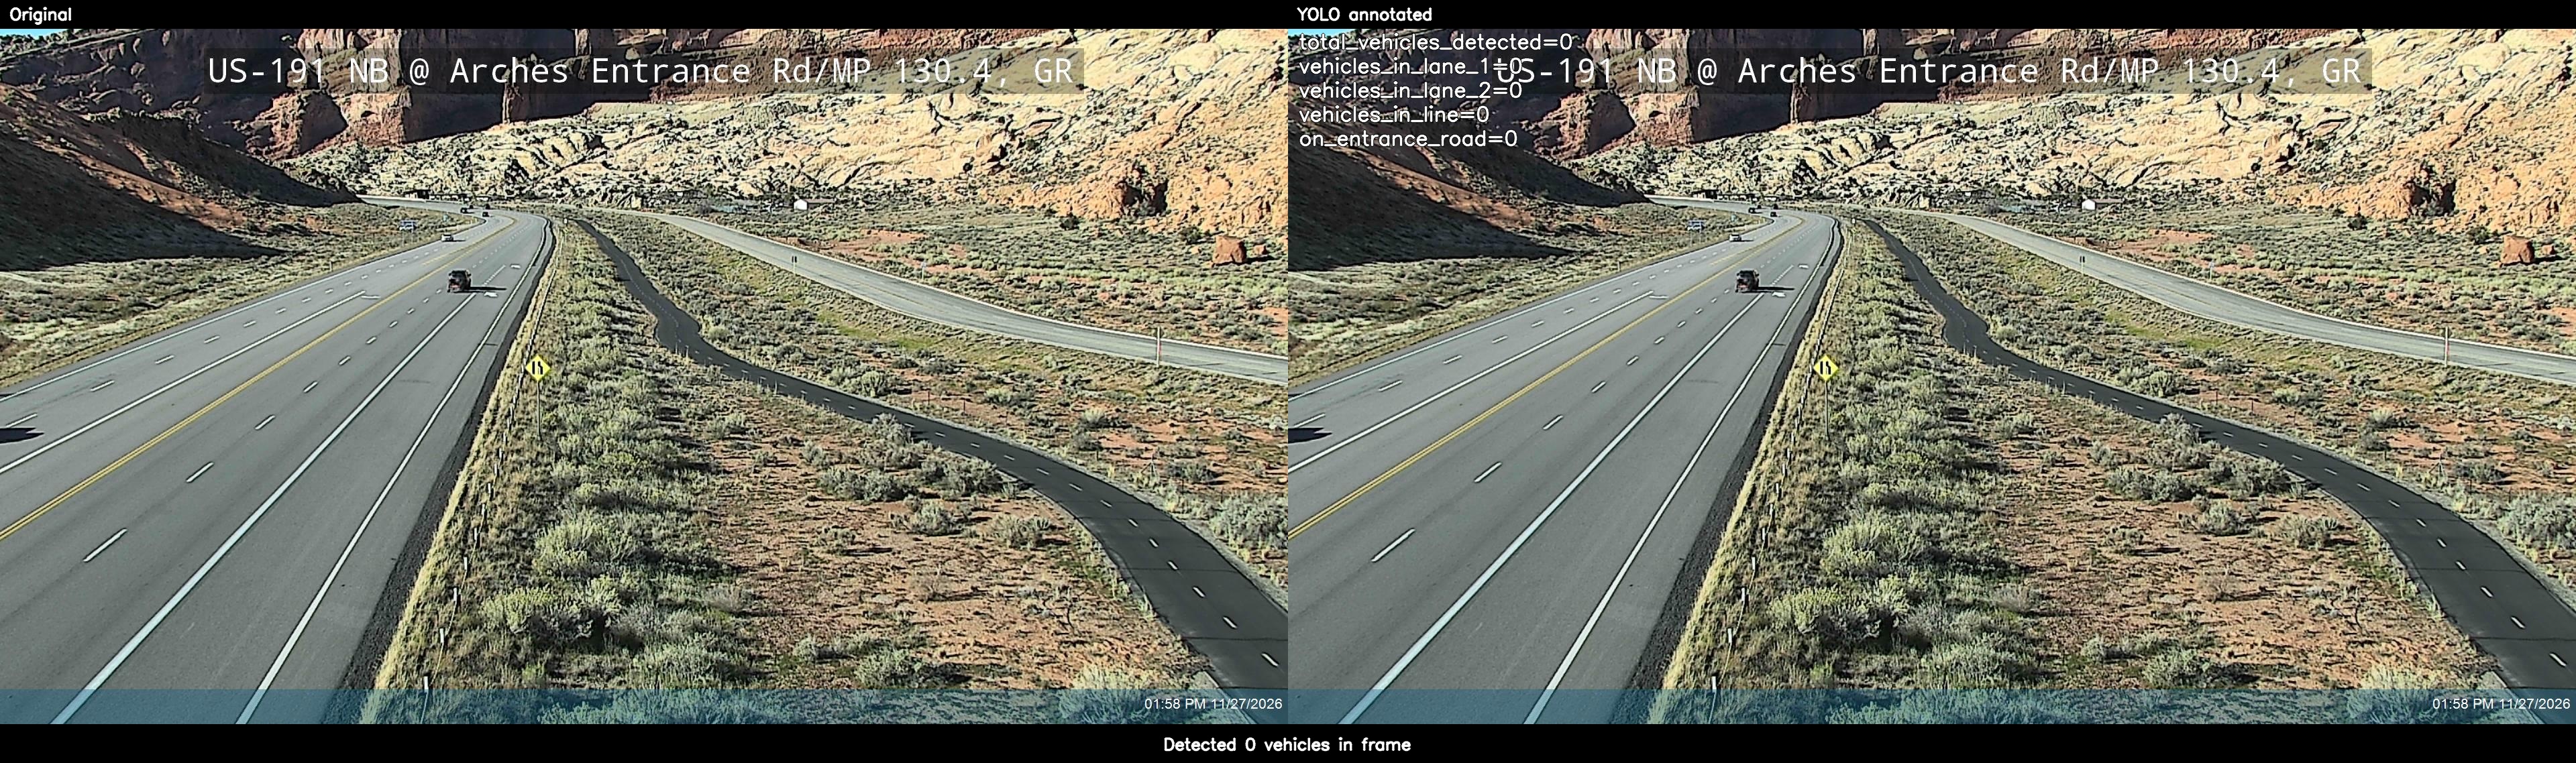 Original
US-191 NB @ Arches Entrance Rd/MP 130.4, GR
01:58 PM 11/27/2026
YOLO annotated
total_vehicles_detected=0
vehicles_in_lane_1=0
US-191 NB @ Arches Entrance Rd/MP 130.4, GR
vehicles_in_lane_2=0
vehicles_in_line=0
on_entrance_road=0
01:58 PM 11/27/2026
Detected 0 vehicles in frame